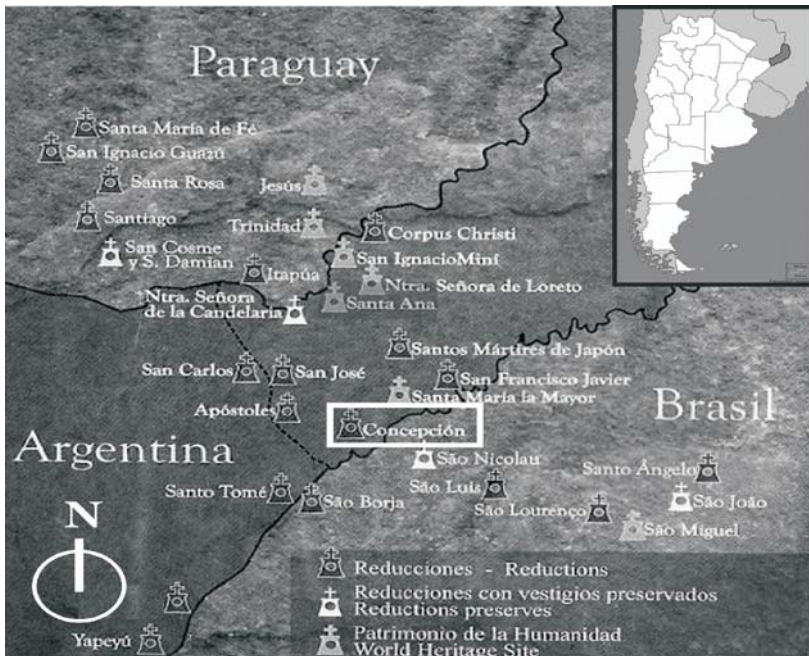 Paraguay
Santa María de Fé
San Ignacio Guazú
Santa Rosa
Jesús
Santiago
Trinidad
Corpus Christi
San Cosme
y S. Damián
San IgnacioMiní
Itapúa
Ntra. Señora de Loreto
Ntra. Señora
de la Candelaria
Santa Ana
Santos Mártires de Japón
San Carlos
San José
San Francisco Javier
Santa María la Mayor
Apóstoles
Brasil
Concepción
Argentina
São Nicolau
Santo Ángelo
Santo Tomé
São Luis
São Borja
São João
São Lourenço
São Miguel
N
Reducciones - Reductions
Reducciones con vestigios preservados
Reductions preserves
Yapeyú
Patrimonio de la Humanidad
World Heritage Site